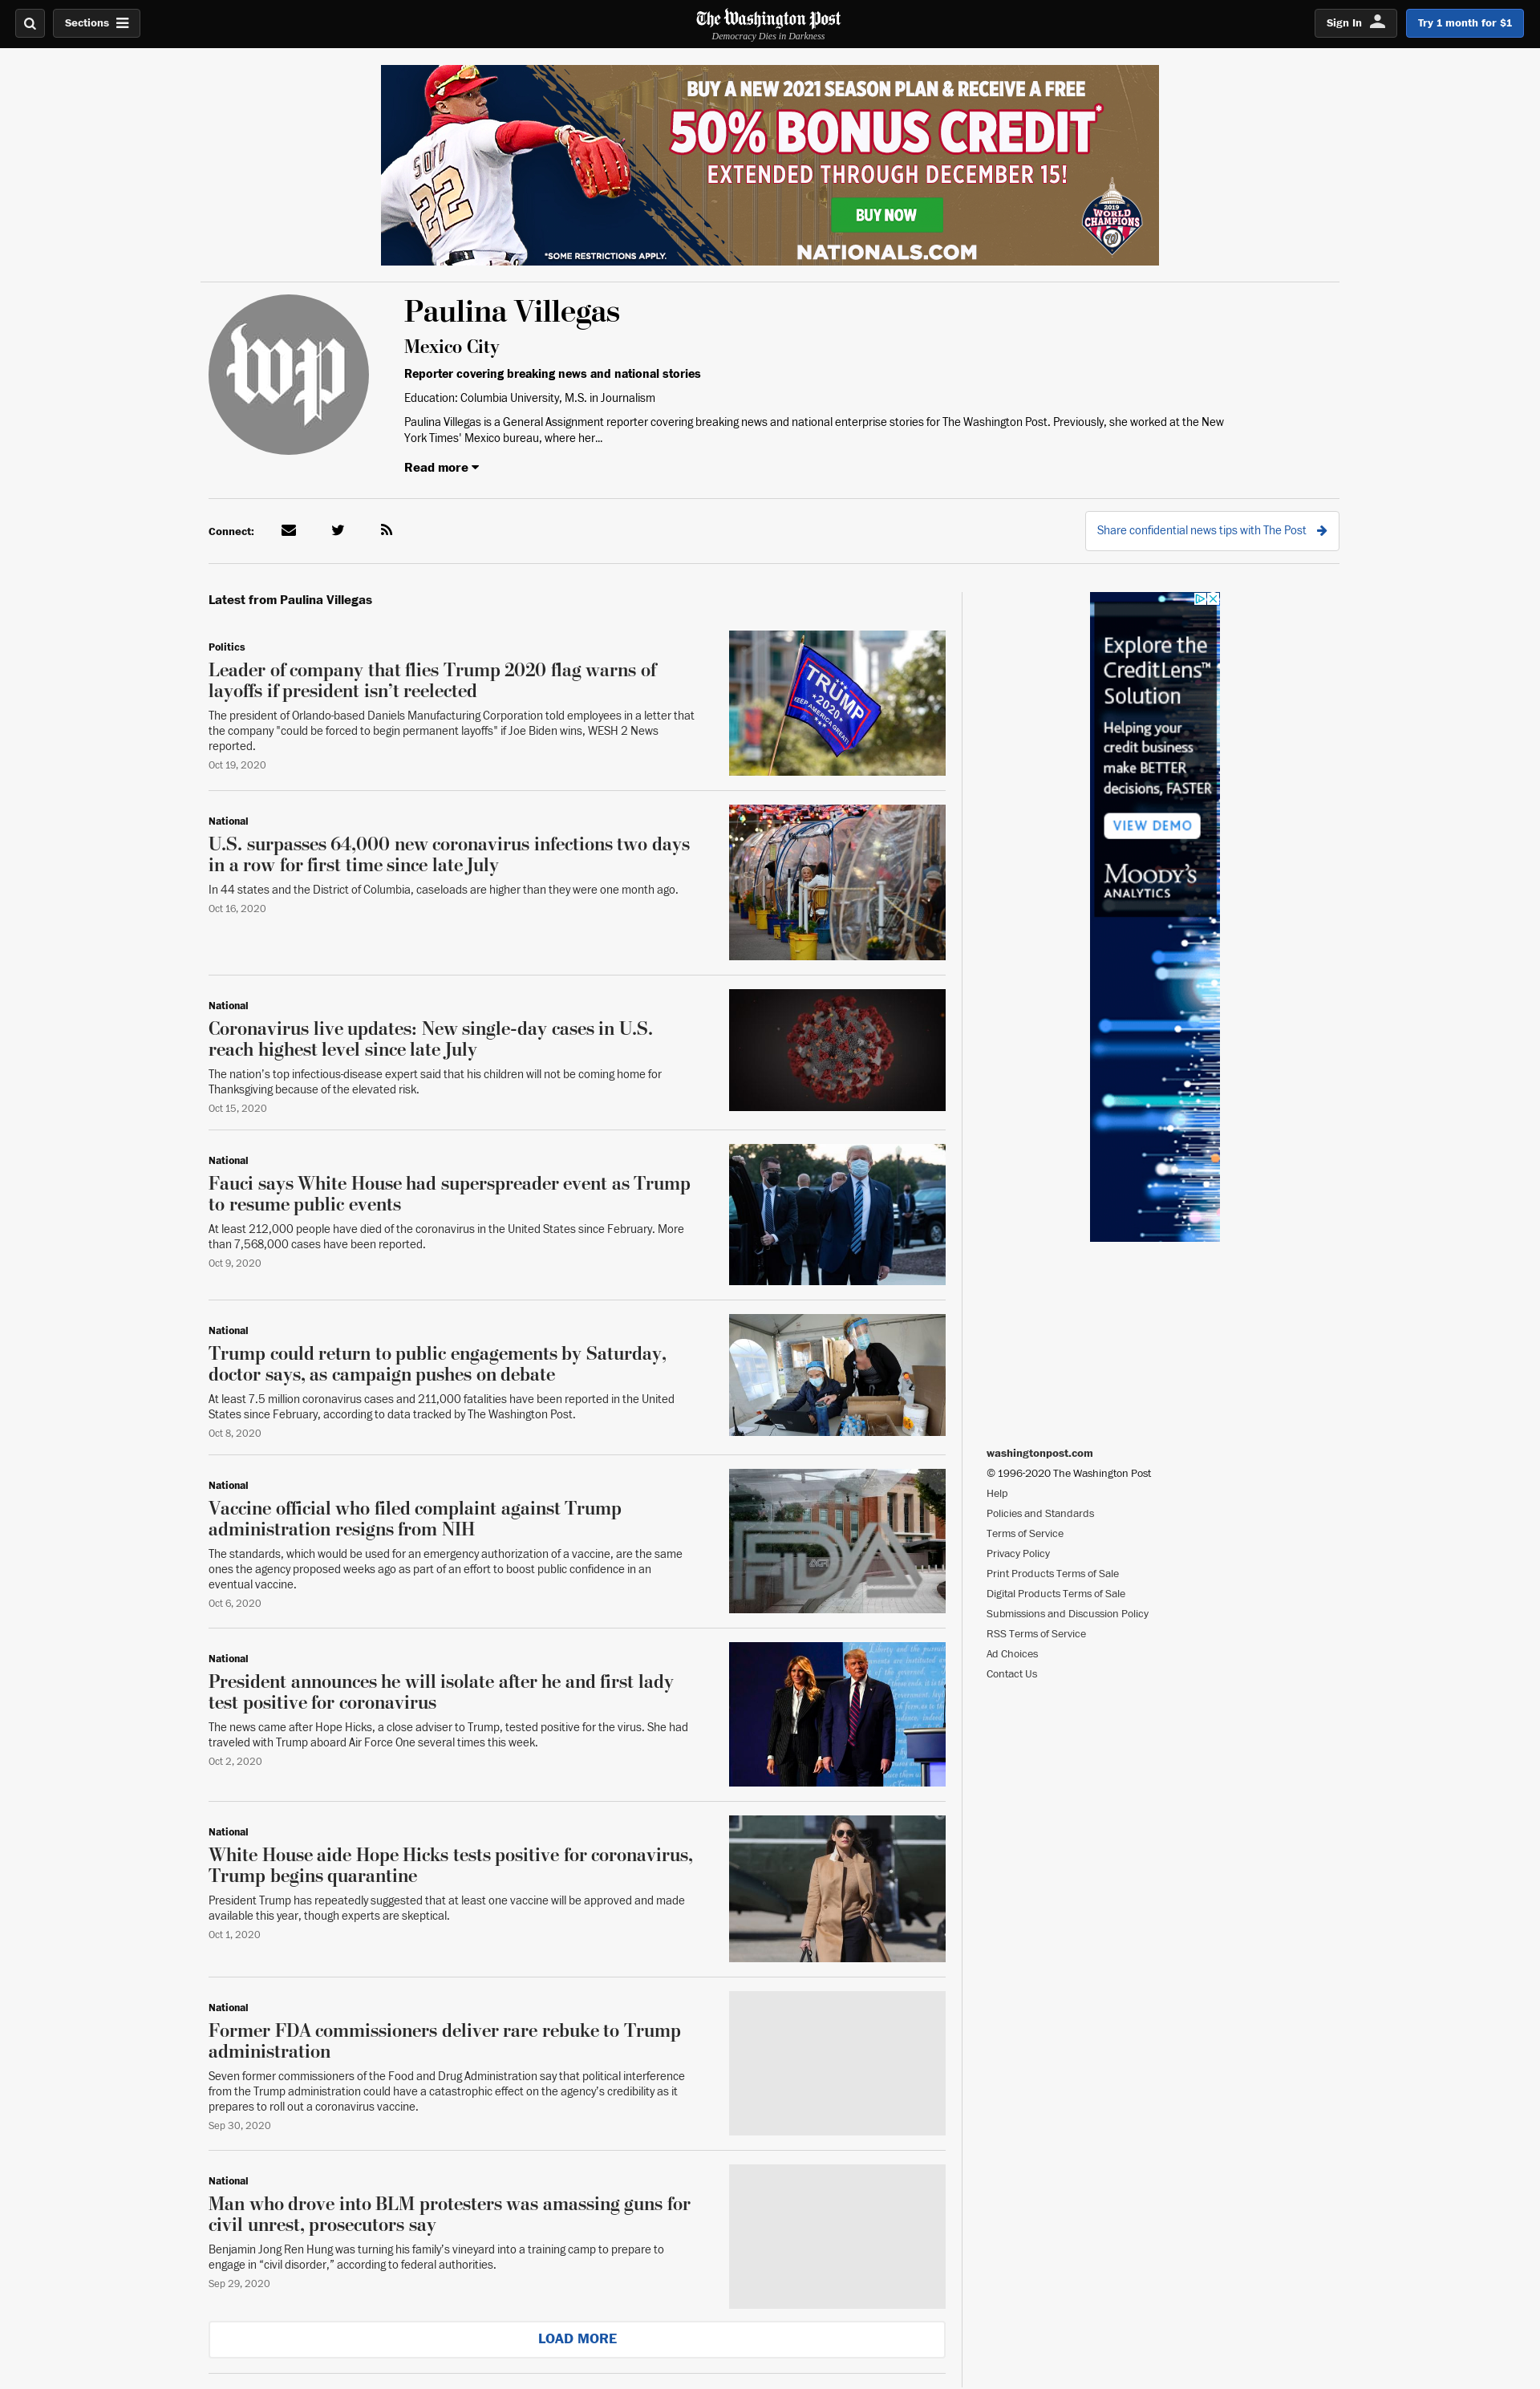 Sections
The Washington Post
Democracy Dies in Darkness
Sign In
Try 1 month for $1
SOTO
22
BUY A NEW 2021 SEASON PLAN & RECEIVE A FREE
50% BONUS CREDIT*
EXTENDED THROUGH DECEMBER 15!
BUY NOW
*SOME RESTRICTIONS APPLY.
NATIONALS.COM
2019
WORLD
CHAMPIONS
W
wp
Paulina Villegas
Mexico City
Reporter covering breaking news and national stories
Education: Columbia University, M.S. in Journalism
Paulina Villegas is a General Assignment reporter covering breaking news and national enterprise stories for The Washington Post. Previously, she worked at the New
York Times' Mexico bureau, where her...
Read more
Connect:
Share confidential news tips with The Post
Latest from Paulina Villegas
Politics
Leader of company that flies Trump 2020 flag warns of
layoffs if president isn’t reelected
The president of Orlando-based Daniels Manufacturing Corporation told employees in a letter that
the company "could be forced to begin permanent layoffs" if Joe Biden wins, WESH 2 News
reported.
Oct 19, 2020
TRUMP
2020
KEEP AMERICA GREAT!
National
U.S. surpasses 64,000 new coronavirus infections two days
in a row for first time since late July
In 44 states and the District of Columbia, caseloads are higher than they were one month ago.
Oct 16, 2020
National
Coronavirus live updates: New single-day cases in U.S.
reach highest level since late July
The nation’s top infectious-disease expert said that his children will not be coming home for
Thanksgiving because of the elevated risk.
Oct 15, 2020
National
Fauci says White House had superspreader event as Trump
to resume public events
At least 212,000 people have died of the coronavirus in the United States since February. More
than 7,568,000 cases have been reported.
Oct 9, 2020
National
Trump could return to public engagements by Saturday,
doctor says, as campaign pushes on debate
At least 7.5 million coronavirus cases and 211,000 fatalities have been reported in the United
States since February, according to data tracked by The Washington Post.
Oct 8, 2020
National
Vaccine official who filed complaint against Trump
administration resigns from NIH
The standards, which would be used for an emergency authorization of a vaccine, are the same
ones the agency proposed weeks ago as part of an effort to boost public confidence in an
eventual vaccine.
Oct 6, 2020
FDA
National
President announces he will isolate after he and first lady
test positive for coronavirus
The news came after Hope Hicks, a close adviser to Trump, tested positive for the virus. She had
traveled with Trump aboard Air Force One several times this week.
Oct 2, 2020
National
White House aide Hope Hicks tests positive for coronavirus,
Trump begins quarantine
President Trump has repeatedly suggested that at least one vaccine will be approved and made
available this year, though experts are skeptical.
Oct 1, 2020
National
Former FDA commissioners deliver rare rebuke to Trump
administration
Seven former commissioners of the Food and Drug Administration say that political interference
from the Trump administration could have a catastrophic effect on the agency’s credibility as it
prepares to roll out a coronavirus vaccine.
Sep 30, 2020
National
Man who drove into BLM protesters was amassing guns for
civil unrest, prosecutors say
Benjamin Jong Ren Hung was turning his family’s vineyard into a training camp to prepare to
engage in “civil disorder,” according to federal authorities.
Sep 29, 2020
LOAD MORE
Explore the
CreditLens™
Solution
Helping your
credit business
make BETTER
decisions, FASTER
VIEW DEMO
MOODY'S
ANALYTICS
washingtonpost.com
© 1996-2020 The Washington Post
Help
Policies and Standards
Terms of Service
Privacy Policy
Print Products Terms of Sale
Digital Products Terms of Sale
Submissions and Discussion Policy
RSS Terms of Service
Ad Choices
Contact Us